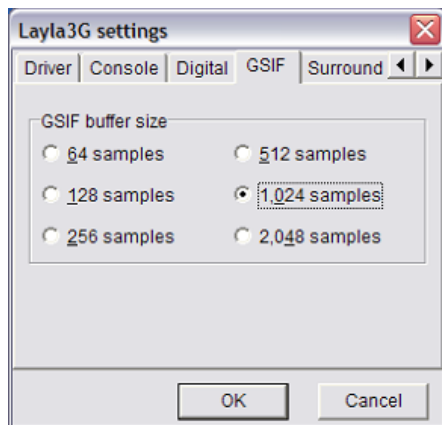 Layla3G settings
Driver Console Digital GSIF Surround
GSIF buffer size
64 samples 512 samples
128 samples 1,024 samples
256 samples 2,048 samples
OK Cancel